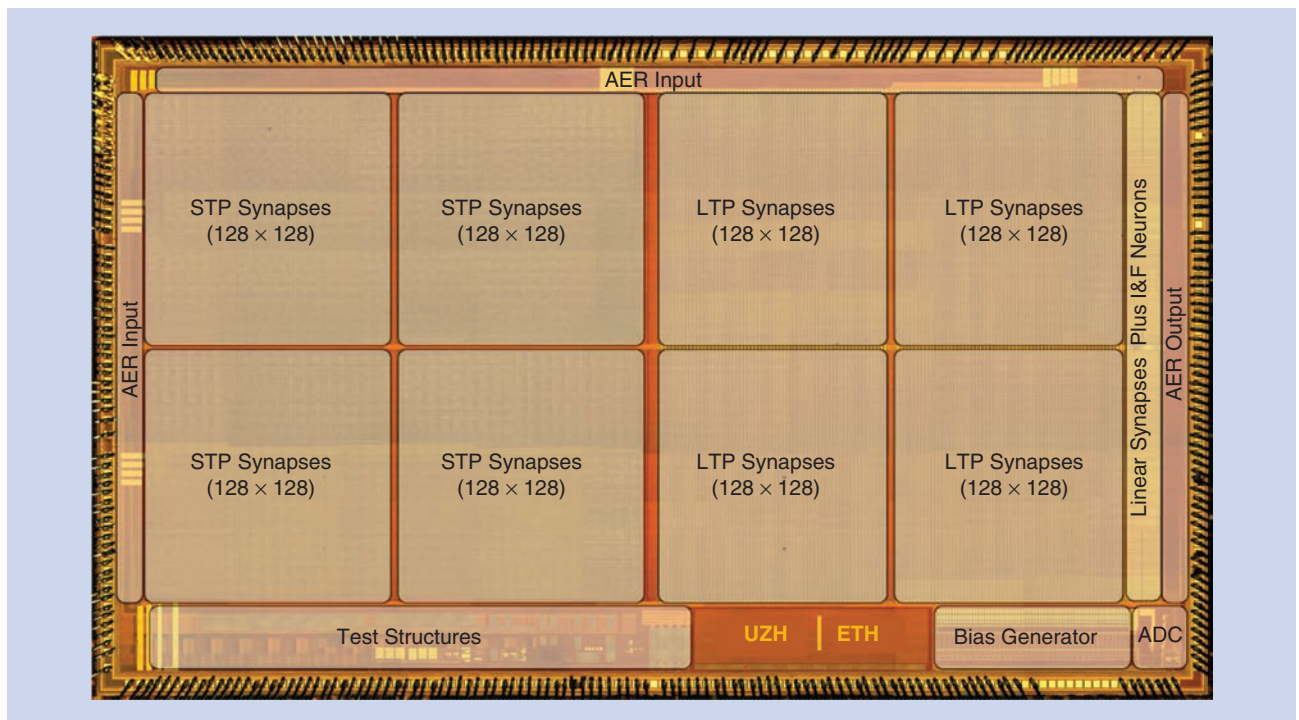 AER Input
STP Synapses
(128 × 128)
STP Synapses
(128 × 128)
LTP Synapses
(128 × 128)
LTP Synapses
(128 × 128)
AER Input
Linear Synapses Plus I&F Neurons
AER Output
STP Synapses
(128 × 128)
STP Synapses
(128 × 128)
LTP Synapses
(128 × 128)
LTP Synapses
(128 × 128)
Test Structures
UZH | ETH
Bias Generator
ADC